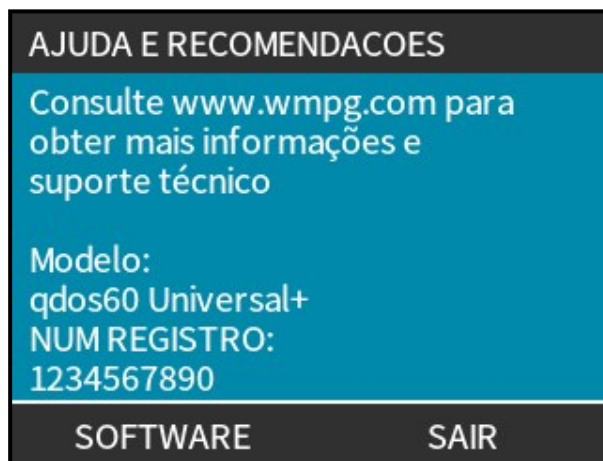 AJUDA E RECOMENDACOES
Consulte www.wmpg.com para
obter mais informações e
suporte técnico
Modelo:
qdos60 Universal+
NUM REGISTRO:
1234567890
SOFTWARE SAIR